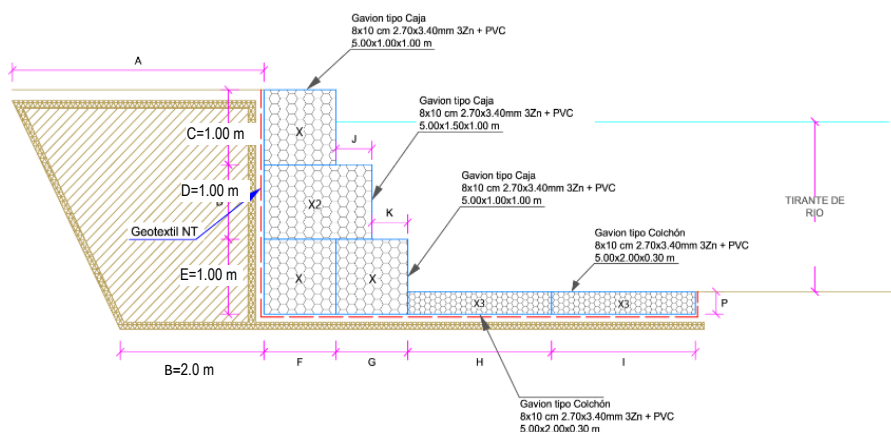 Gavion tipo Caja
8x10 cm 2.70x3.40mm 3Zn + PVC
5.00x1.00x1.00 m
A
Gavion tipo Caja
8x10 cm 2.70x3.40mm 3Zn + PVC
5.00x1.50x1.00 m
C=1.00 m
X
J
Gavion tipo Caja
8x10 cm 2.70x3.40mm 3Zn + PVC
5.00x1.00x1.00 m
D=1.00 m
X2
K
TIRANTE DE
RIO
Geotextil NT
Gavion tipo Colchón
8x10 cm 2.70x3.40mm 3Zn + PVC
5.00x2.00x0.30 m
E=1.00 m
X
X
X3
X3
P
B=2.0 m
F
G
H
I
Gavion tipo Colchón
8x10 cm 2.70x3.40mm 3Zn + PVC
5.00x2.00x0.30 m